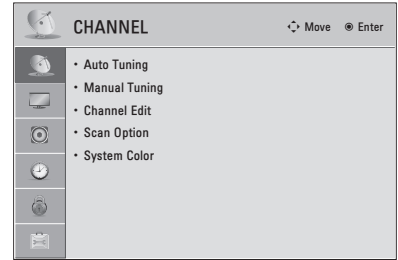 CHANNEL Move Enter
• Auto Tuning
• Manual Tuning
• Channel Edit
• Scan Option
• System Color